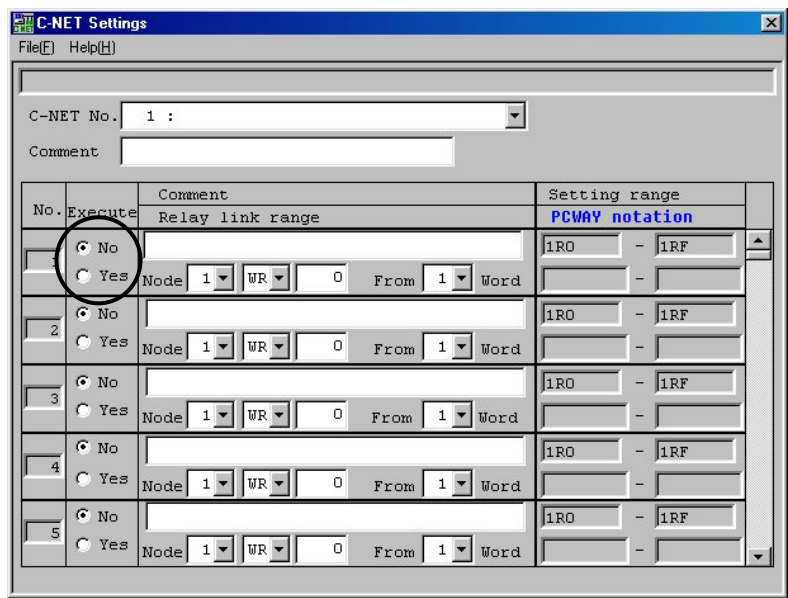 C-NET Settings
File(F) Help(H)
C-NET No. 1 :
Comment
No. Execute Comment Setting range
Relay link range PCWAY notation
1 No 1R0 - 1RF
Yes Node 1 WR 0 From 1 Word -
2 No 1R0 - 1RF
Yes Node 1 WR 0 From 1 Word -
3 No 1R0 - 1RF
Yes Node 1 WR 0 From 1 Word -
4 No 1R0 - 1RF
Yes Node 1 WR 0 From 1 Word -
5 No 1R0 - 1RF
Yes Node 1 WR 0 From 1 Word -